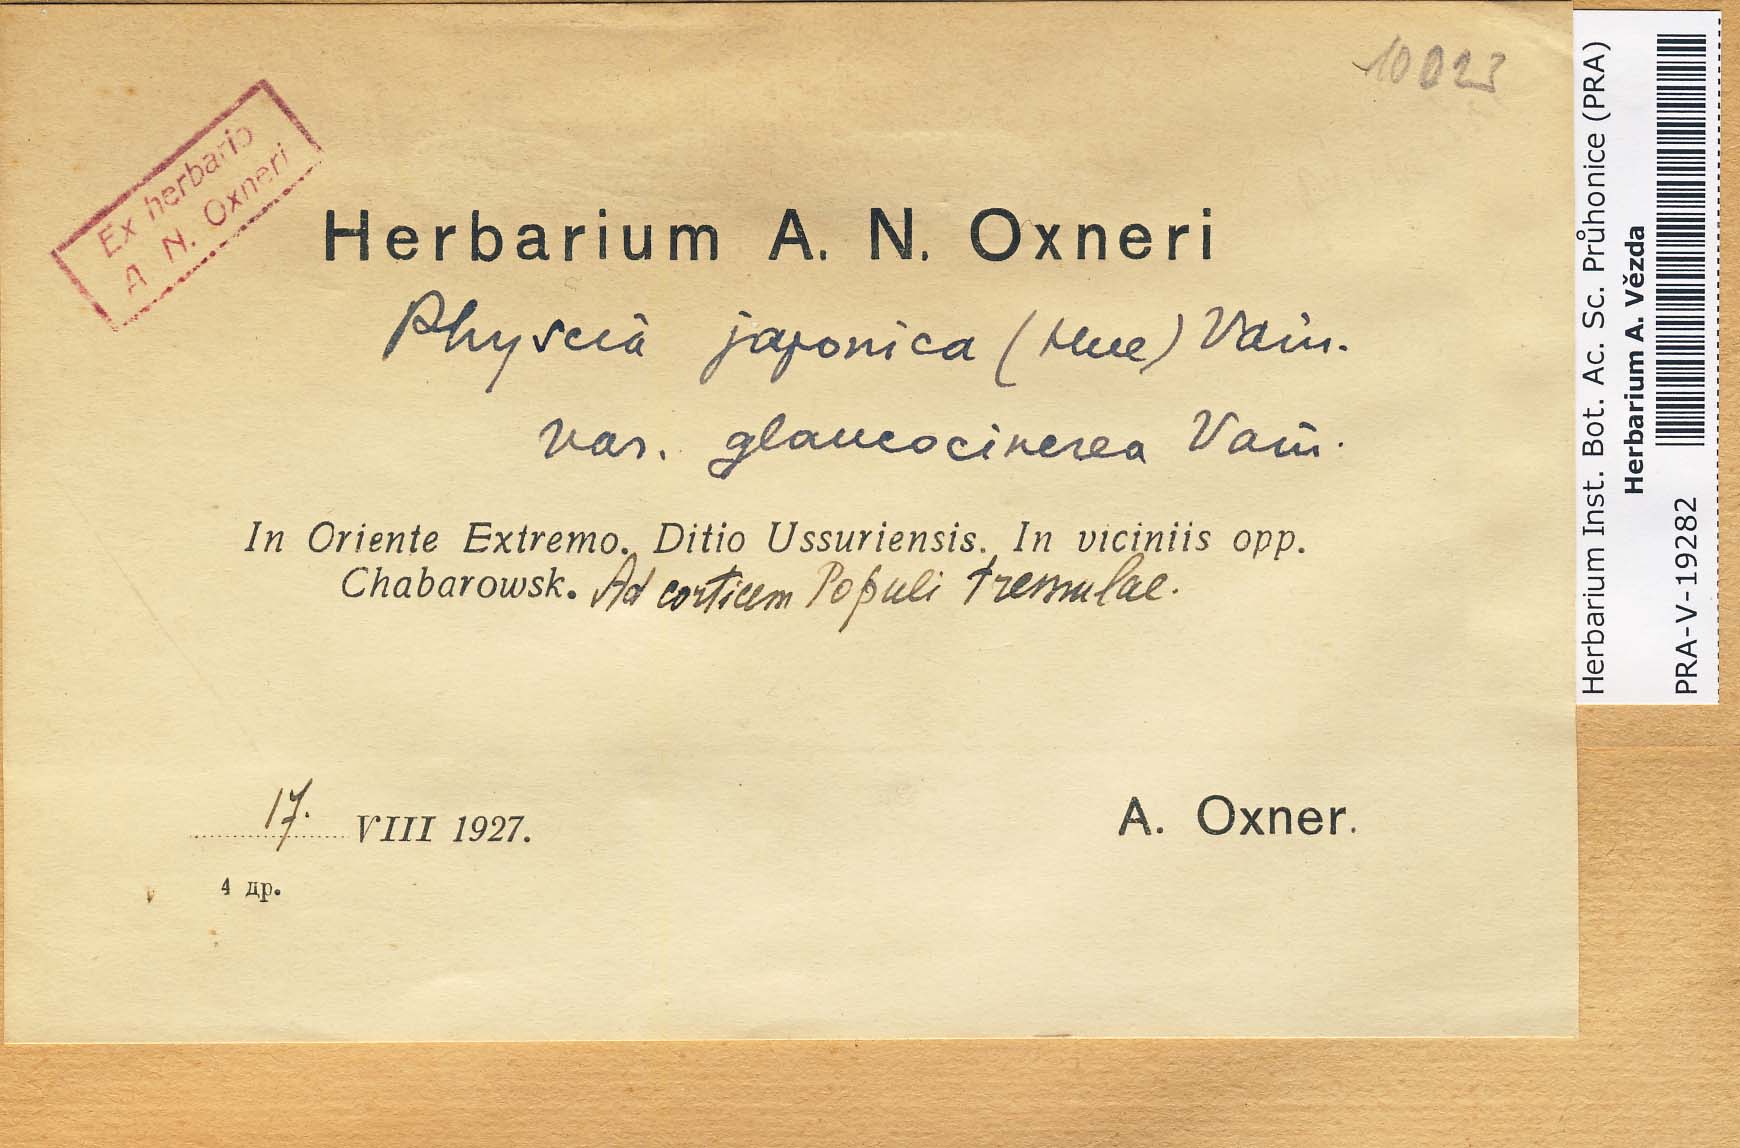 10023
Ex herbario
A. N. Oxneri
Herbarium A. N. Oxneri
Physcia japonica (Hue) Vain.
var. glaucocinerea Vain.
In Oriente Extremo. Ditio Ussuriensis. In viciniis opp.
Chabarowsk. Ad corticem Populi tremulae.
17. VIII 1927.
A. Oxner.
4 др.
Herbarium Inst. Bot. Ac. Sc. Průhonice (PRA)
Herbarium A. Vězda
PRA-V-19282